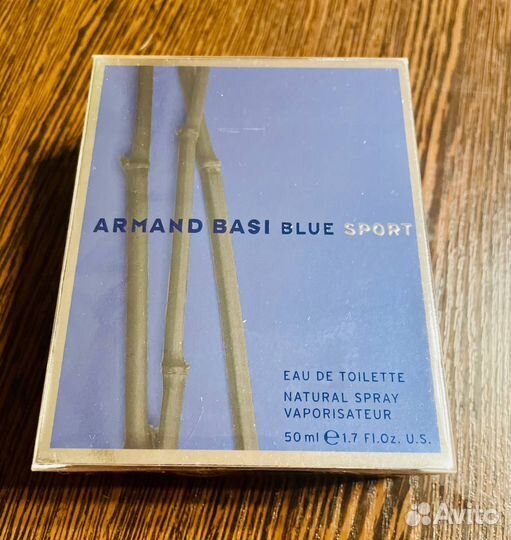 ARMAND BASI BLUE SPORT
EAU DE TOILETTE
NATURAL SPRAY
VAPORISATEUR
50 ml ℮ 1.7 Fl.Oz. U.S.
Avito